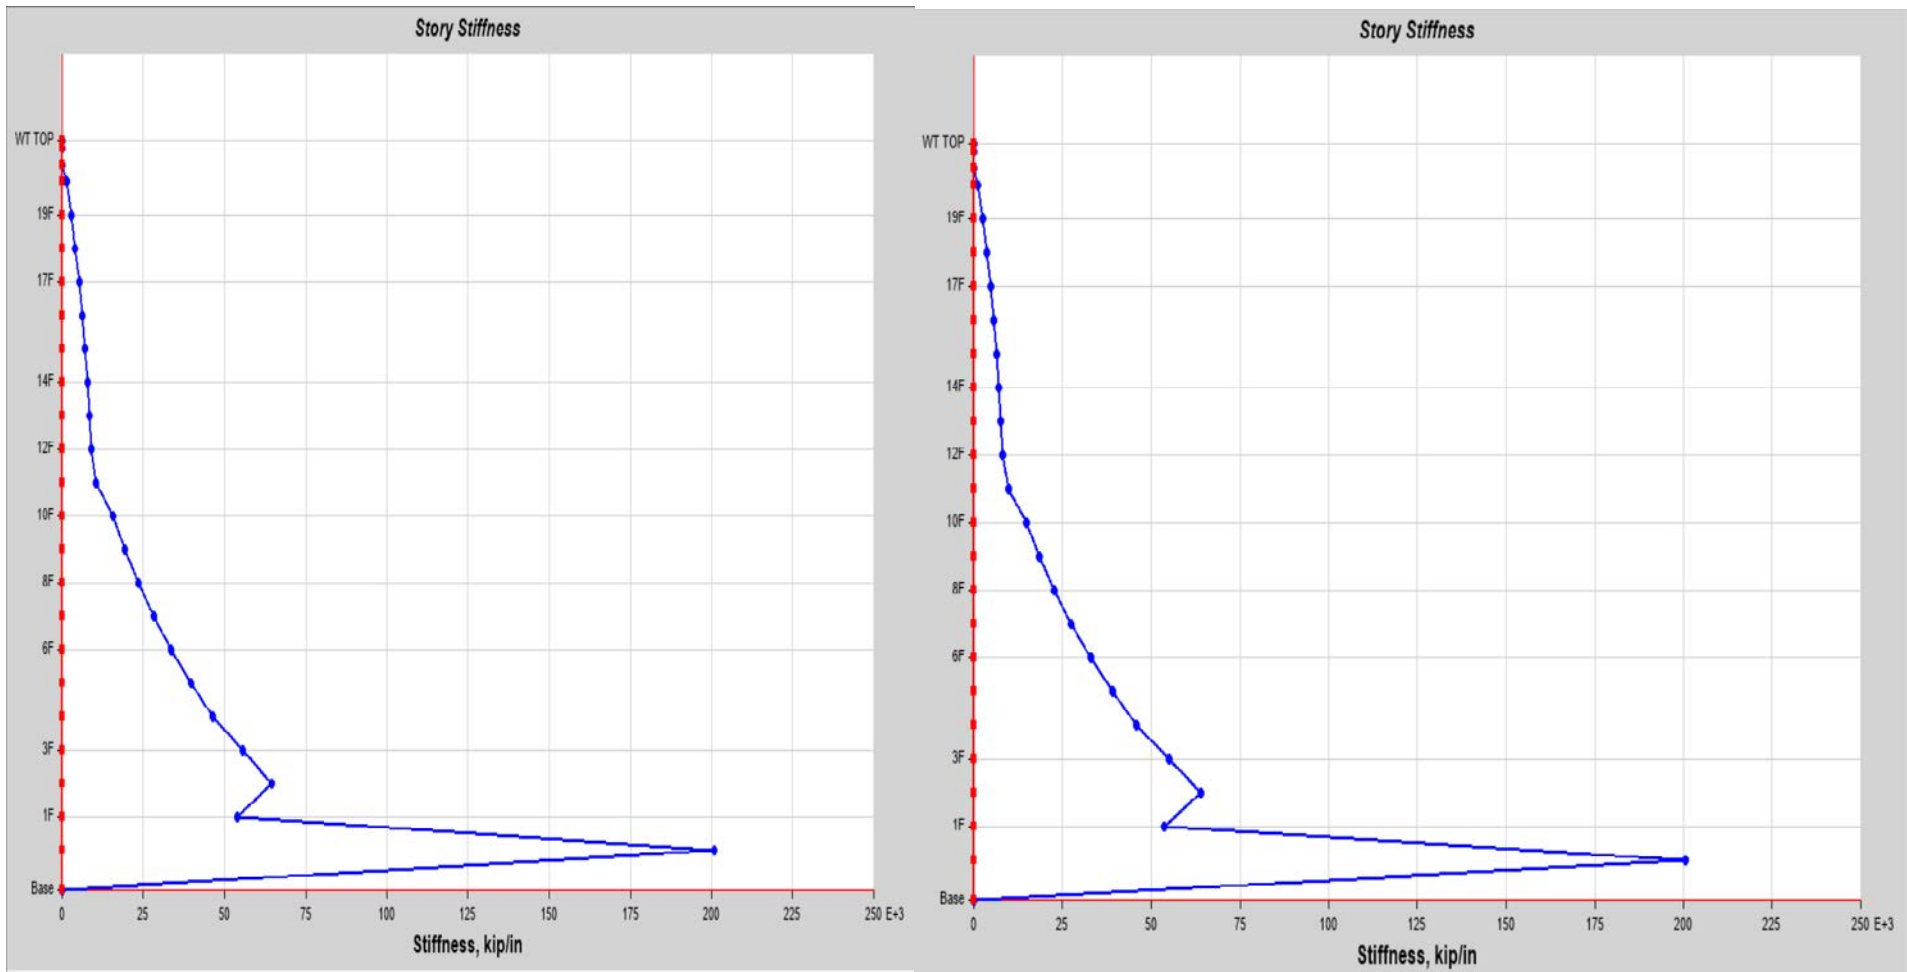 Story Stiffness
WT TOP
19F
17F
14F
12F
10F
8F
6F
3F
1F
Base
0 25 50 75 100 125 150 175 200 225 250 E+3
Stiffness, kip/in
Story Stiffness
WT TOP
19F
17F
14F
12F
10F
8F
6F
3F
1F
Base
0 25 50 75 100 125 150 175 200 225 250 E+3
Stiffness, kip/in